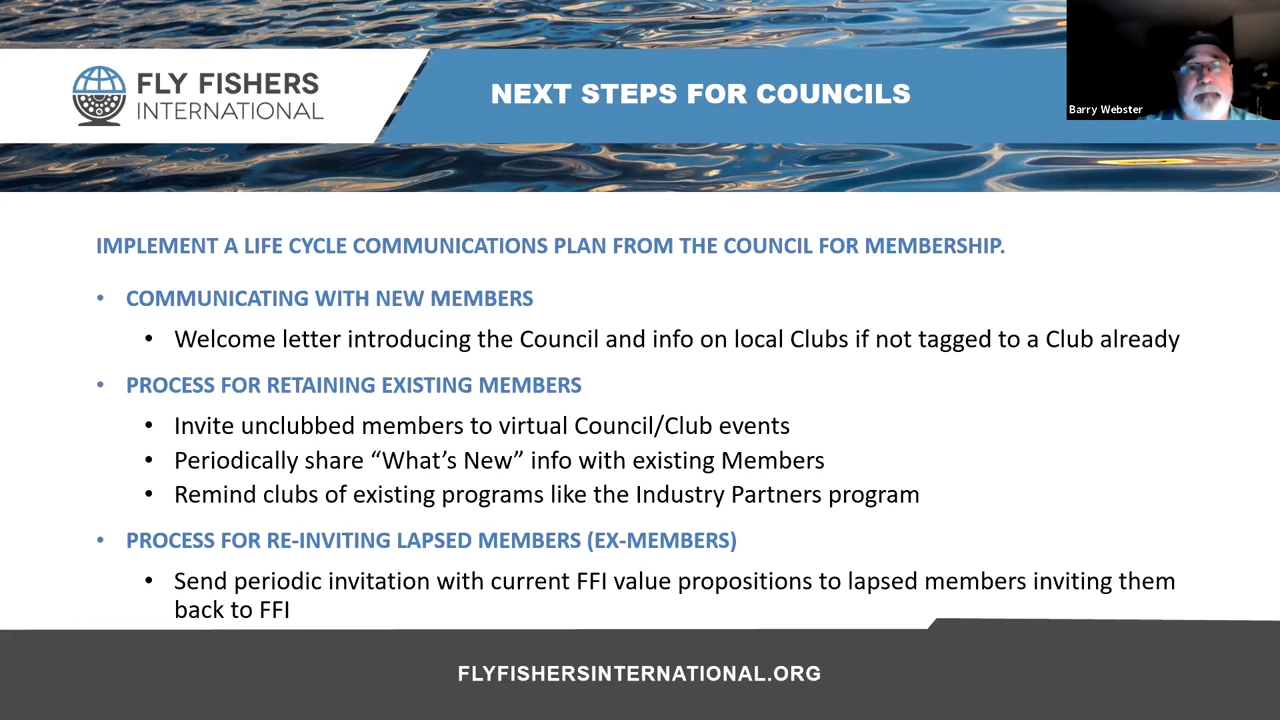 FLY FISHERS
INTERNATIONAL
NEXT STEPS FOR COUNCILS
Barry Webster
IMPLEMENT A LIFE CYCLE COMMUNICATIONS PLAN FROM THE COUNCIL FOR MEMBERSHIP.
• COMMUNICATING WITH NEW MEMBERS
• Welcome letter introducing the Council and info on local Clubs if not tagged to a Club already
• PROCESS FOR RETAINING EXISTING MEMBERS
• Invite unclubbed members to virtual Council/Club events
• Periodically share “What’s New” info with existing Members
• Remind clubs of existing programs like the Industry Partners program
• PROCESS FOR RE-INVITING LAPSED MEMBERS (EX-MEMBERS)
• Send periodic invitation with current FFI value propositions to lapsed members inviting them
back to FFI
FLYFISHERSINTERNATIONAL.ORG